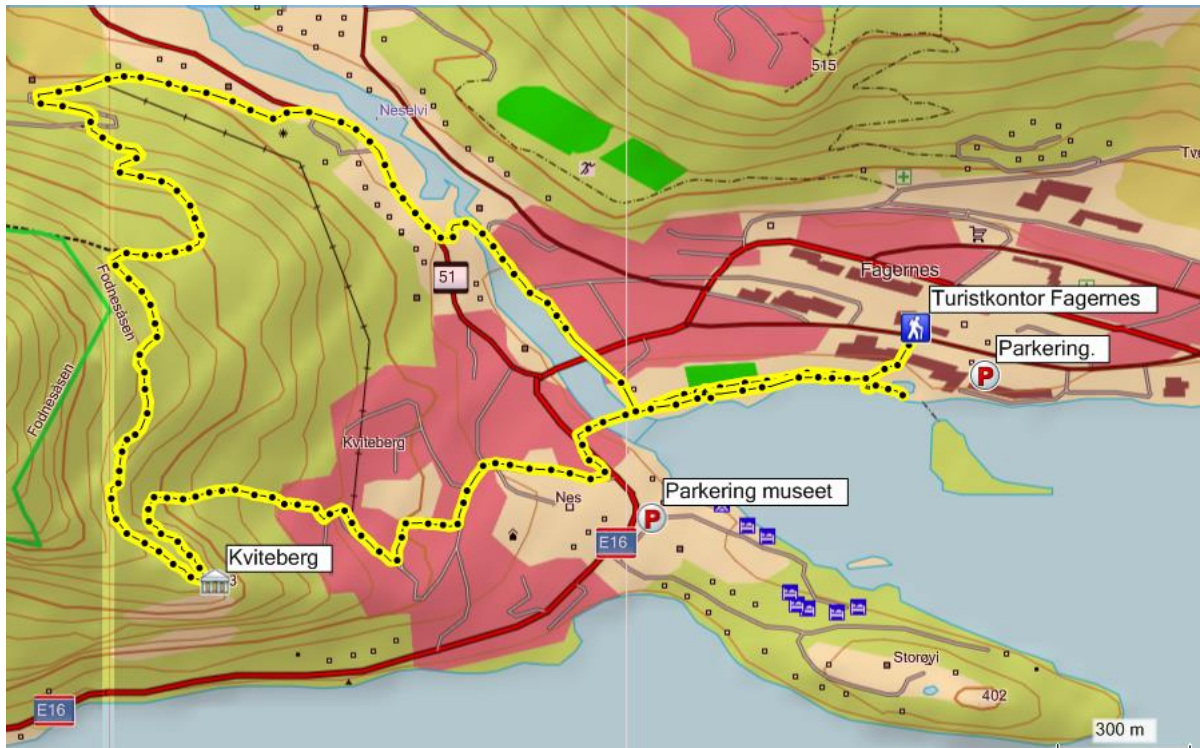 515
Neselvi
Tve
Fagernes
51
Turistkontor Fagernes
Parkering.
P
Fodnesåsen
Fodnesåsen
Kviteberg
Parkering museet
Nes
P
E16
Kviteberg
3
Storøyi
402
E16
300 m